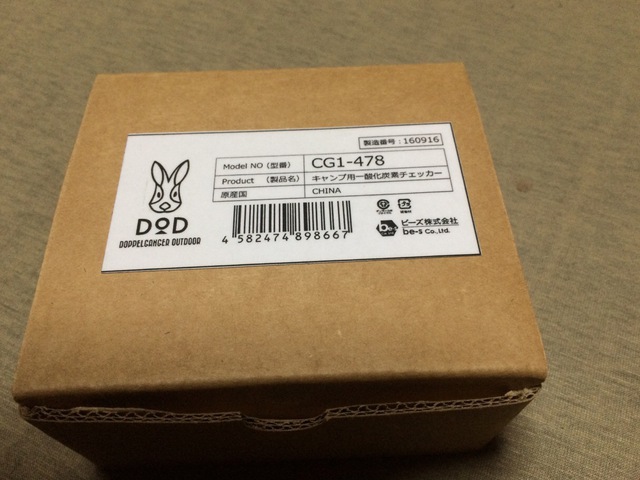 製造番号：160916
Model NO（型番） CG1-478
Product （製品名） キャンプ用一酸化炭素チェッカー
原産国 CHINA
DOD
DOPPELGANGER OUTDOOR
4 582474 898667
ビーズ株式会社
be-s Co.,Ltd.